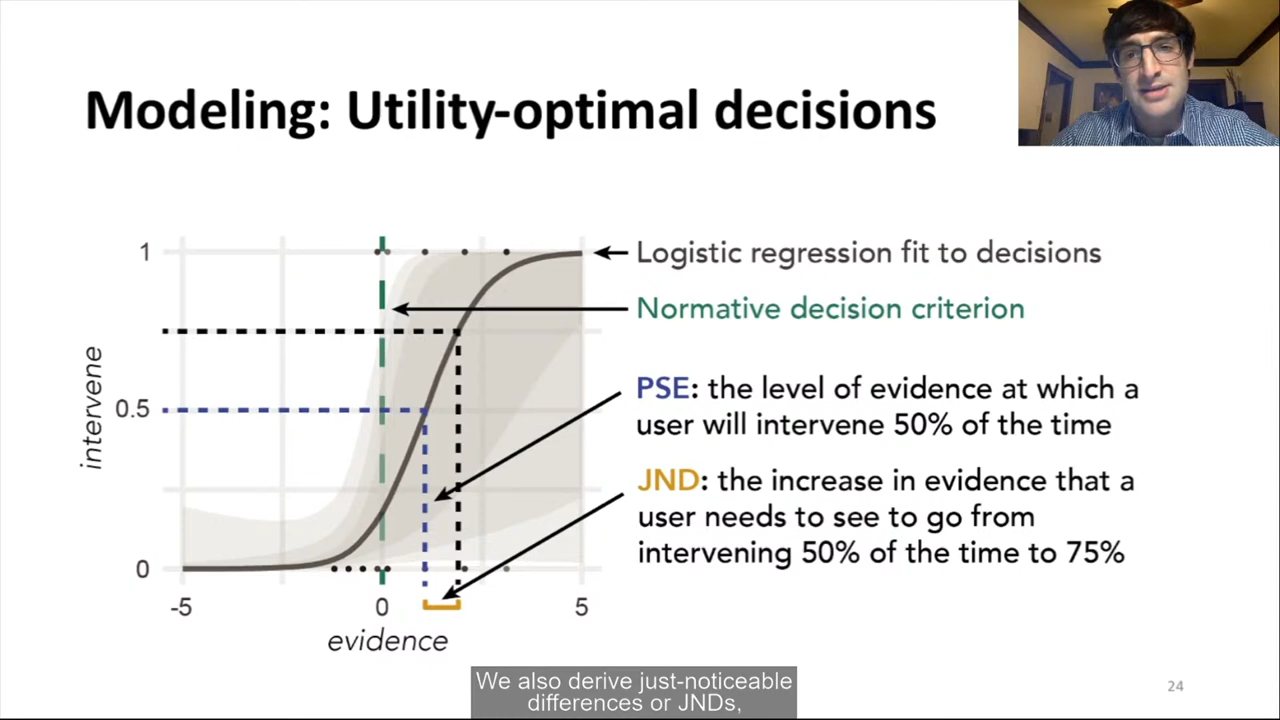 Modeling: Utility-optimal decisions
1
Logistic regression fit to decisions
Normative decision criterion
intervene
0.5
PSE: the level of evidence at which a
user will intervene 50% of the time
JND: the increase in evidence that a
user needs to see to go from
intervening 50% of the time to 75%
0
-5
0
5
evidence
We also derive just-noticeable
differences or JNDs,
24